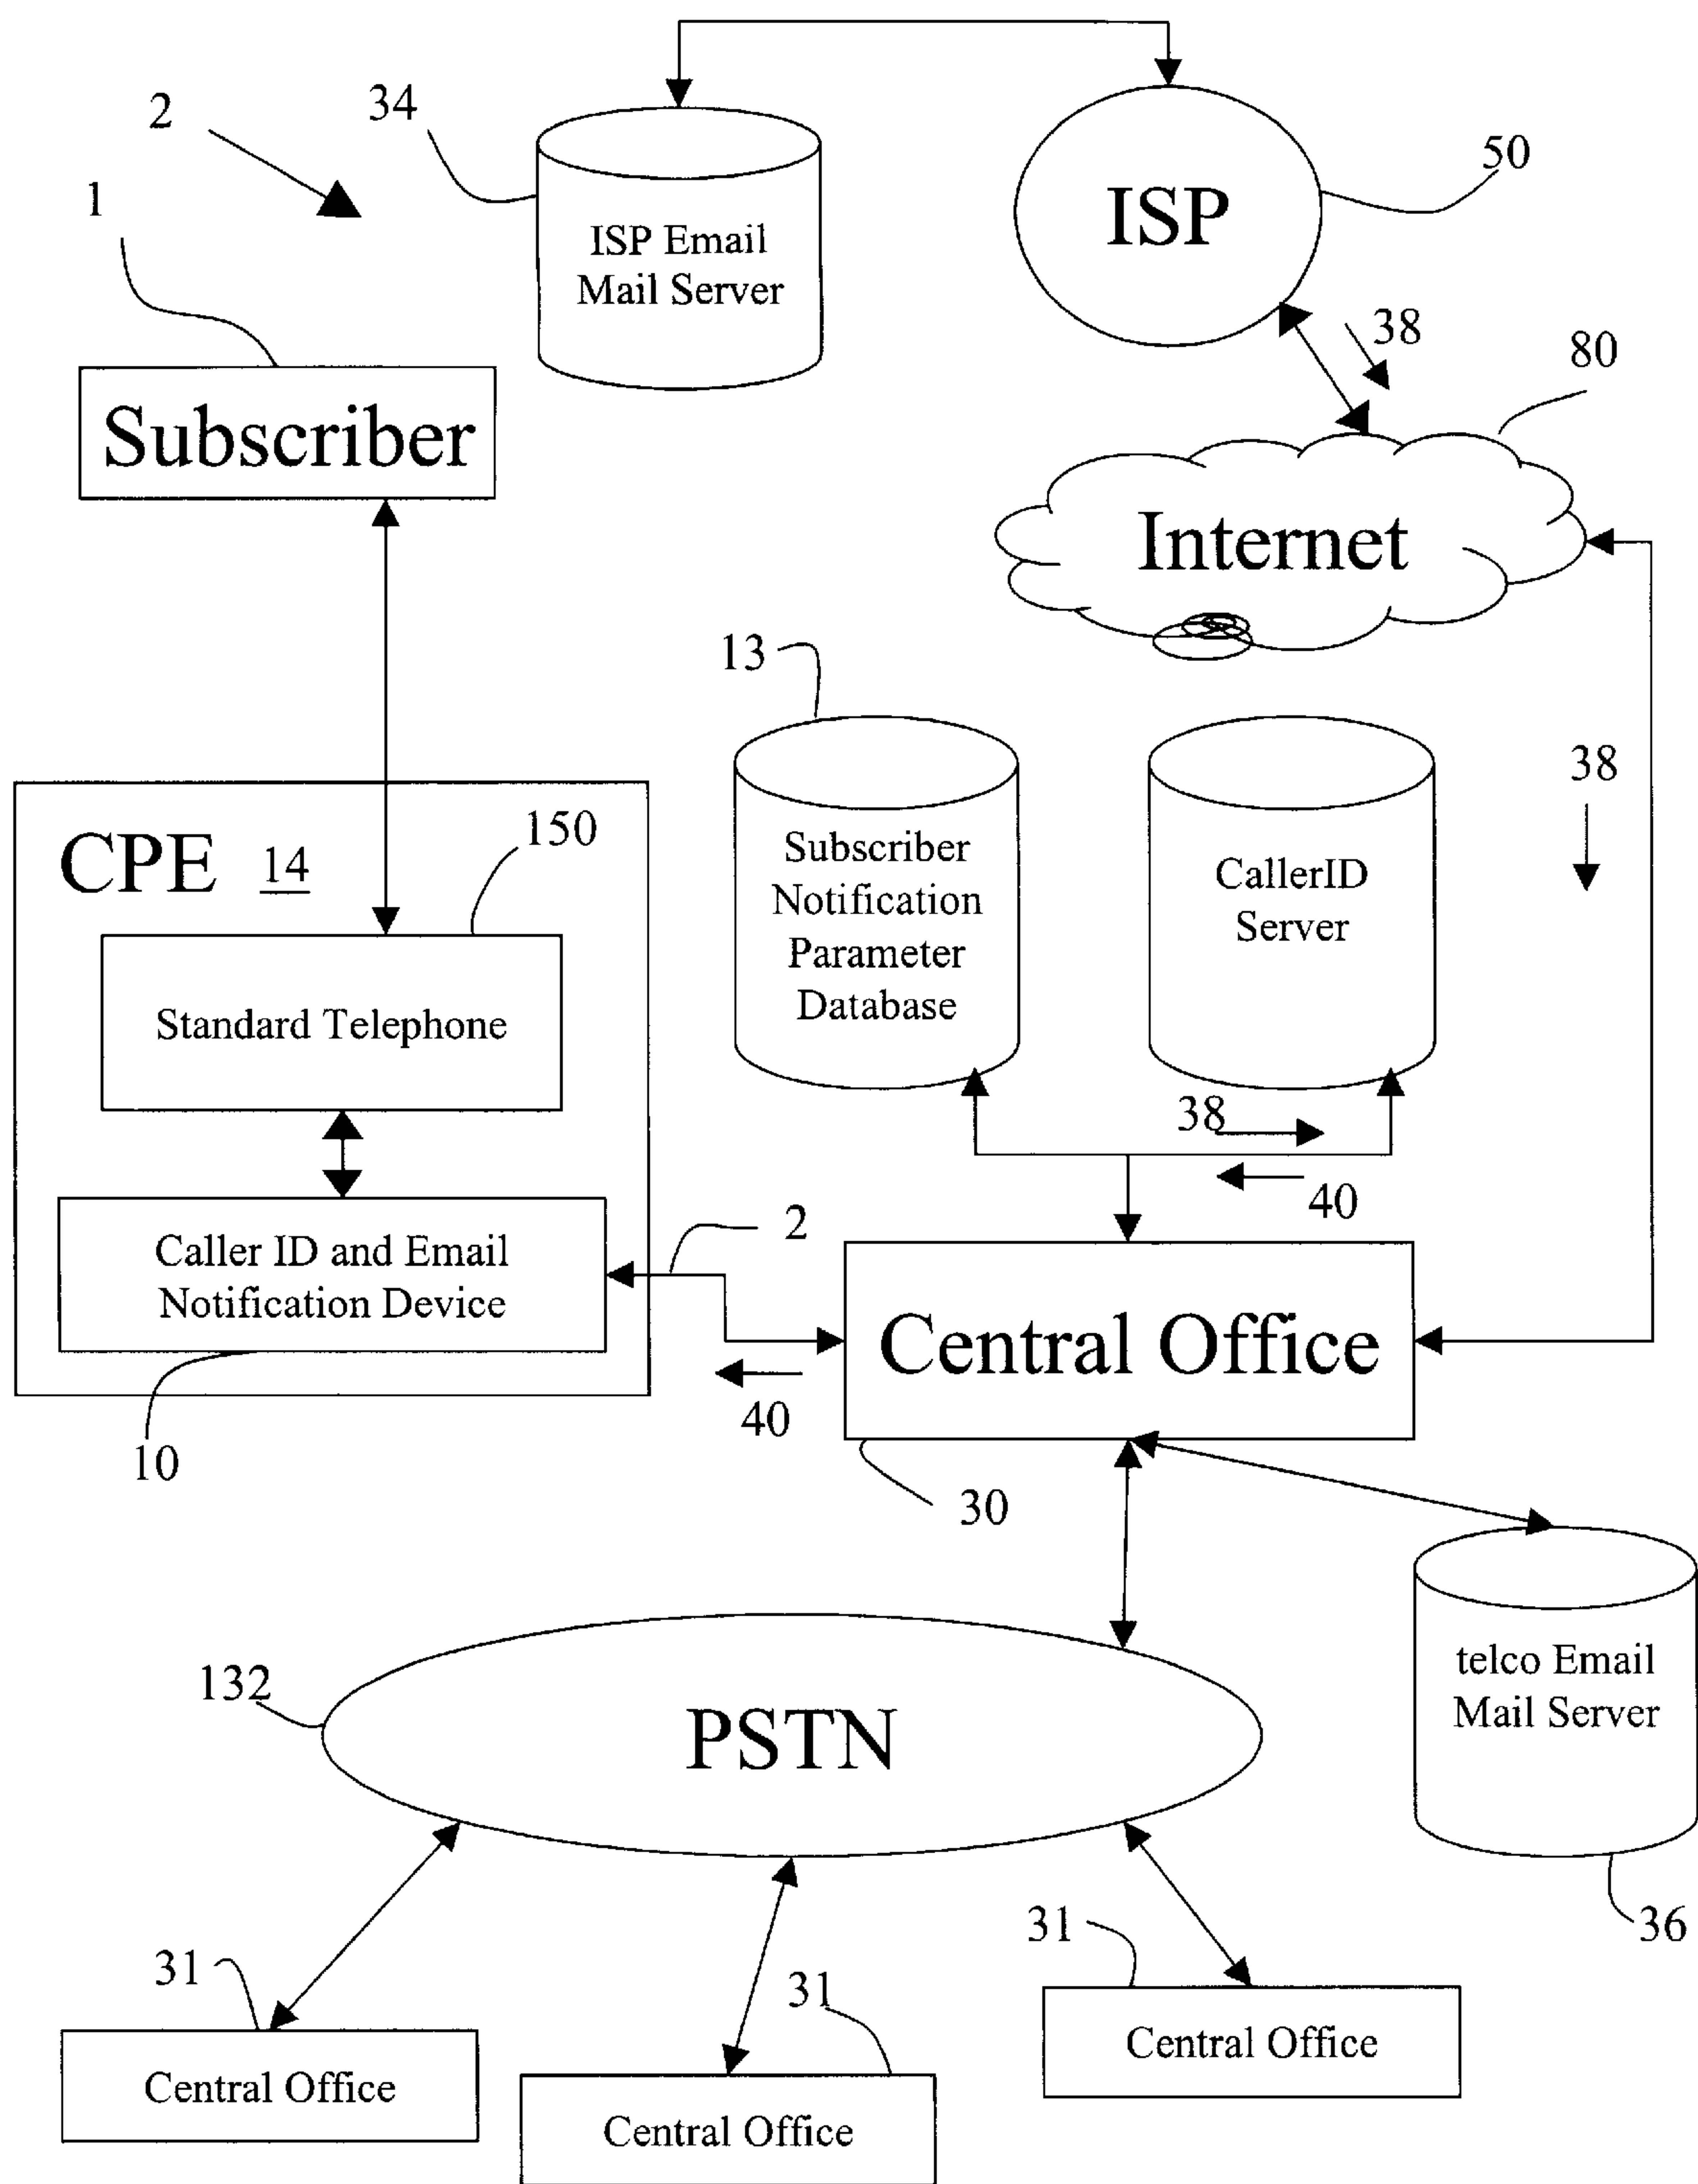 2
34
1
ISP Email
Mail Server
ISP
50
38
80
Subscriber
Internet
13
38
CPE 14
150
Standard Telephone
Subscriber
Notification
Parameter
Database
CallerID
Server
38
40
Caller ID and Email
Notification Device
2
10
40
Central Office
30
132
PSTN
telco Email
Mail Server
36
31
31
31
Central Office
Central Office
Central Office